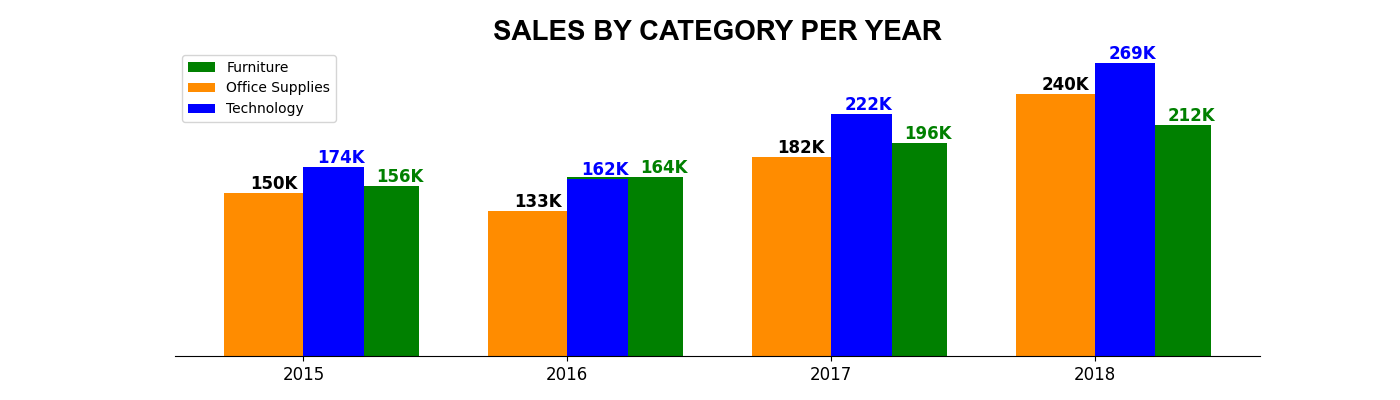 SALES BY CATEGORY PER YEAR
Furniture
Office Supplies
Technology
150K
174K
156K
133K
162K
164K
182K
222K
196K
240K
269K
212K
2015
2016
2017
2018